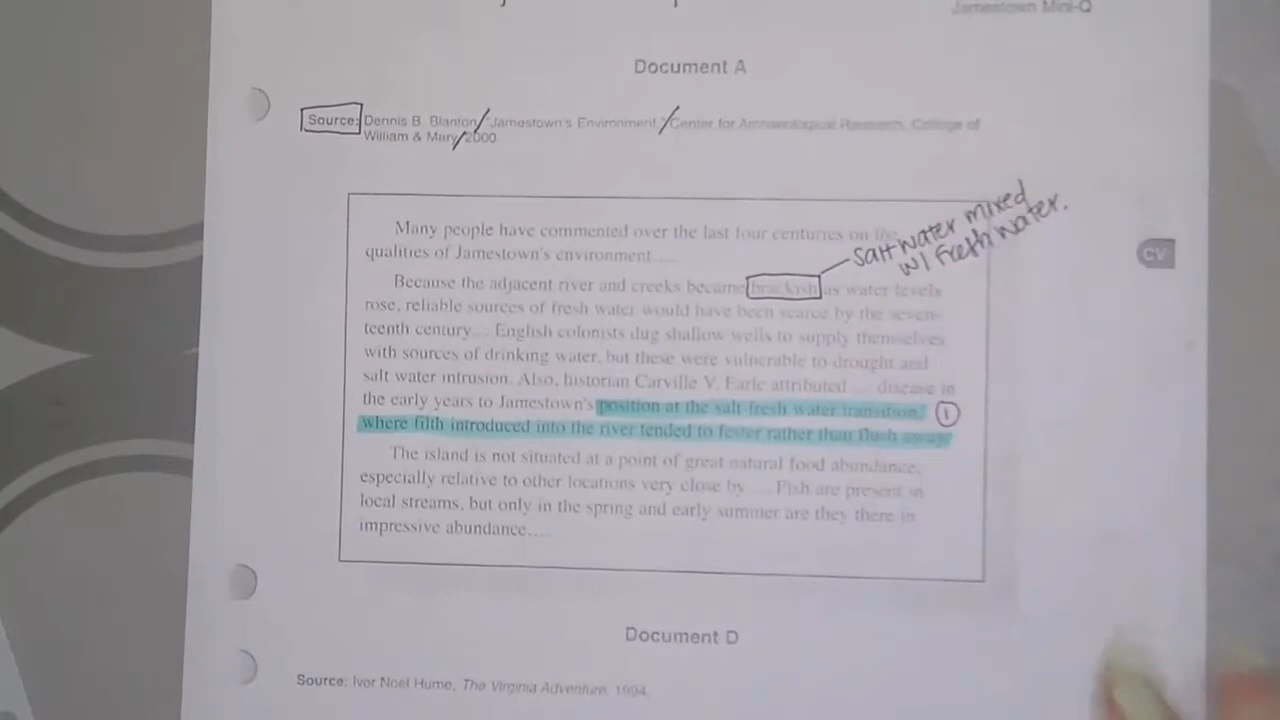 Jamestown Mini-Q
Document A
Source: Dennis B. Blanton, "Jamestown's Environment," Center for Archaeological Research, College of
William & Mary, 2000.
Many people have commented over the last four centuries on the
qualities of Jamestown's environment....
Salt water mixed
w/ Fresh water.
CV
Because the adjacent river and creeks became brackish as water levels
rose, reliable sources of fresh water would have been scarce by the seven-
teenth century... English colonists dug shallow wells to supply themselves
with sources of drinking water, but these were vulnerable to drought and
salt water intrusion. Also, historian Carville V. Earle attributed ... disease in
the early years to Jamestown's position at the salt-fresh water transition, 1
where filth introduced into the river tended to fester rather than flush away.
The island is not situated at a point of great natural food abundance,
especially relative to other locations very close by .... Fish are present in
local streams, but only in the spring and early summer are they there in
impressive abundance....
Document D
Source: Ivor Noel Hume, The Virginia Adventure, 1994.